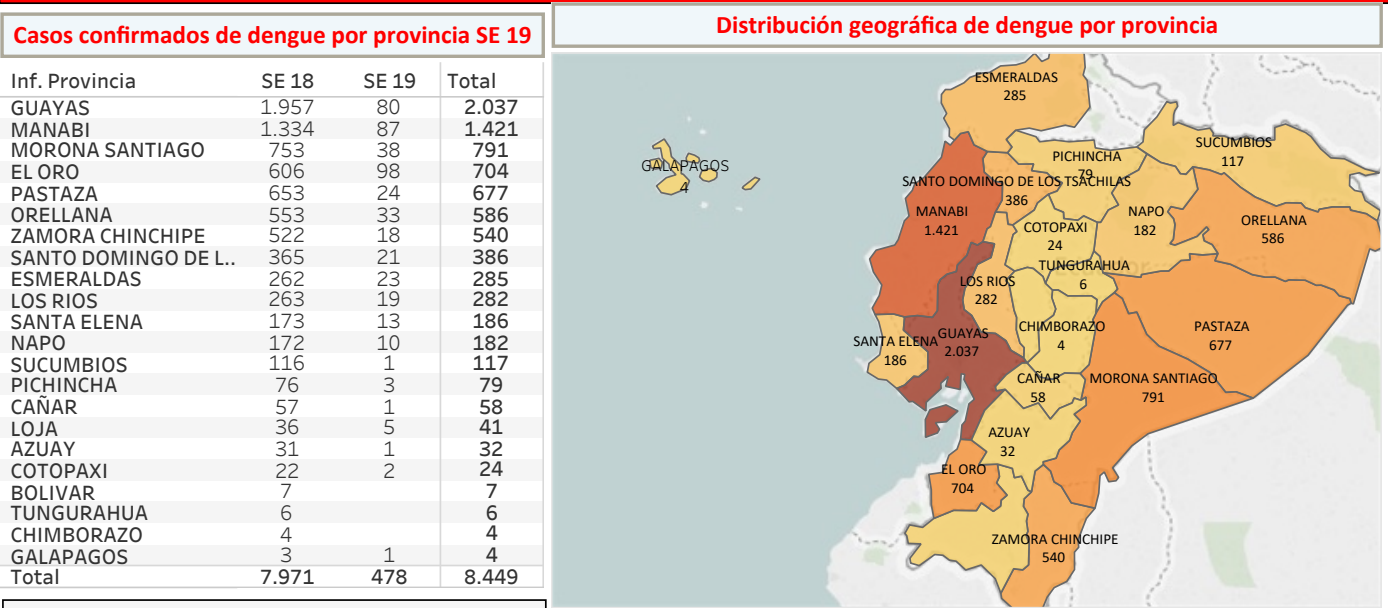 Casos confirmados de dengue por provincia SE 19
Inf. Provincia SE 18 SE 19 Total
GUAYAS 1.957 80 2.037
MANABI 1.334 87 1.421
MORONA SANTIAGO 753 38 791
EL ORO 606 98 704
PASTAZA 653 24 677
ORELLANA 553 33 586
ZAMORA CHINCHIPE 522 18 540
SANTO DOMINGO DE L.. 365 21 386
ESMERALDAS 262 23 285
LOS RIOS 263 19 282
SANTA ELENA 173 13 186
NAPO 172 10 182
SUCUMBIOS 116 1 117
PICHINCHA 76 3 79
CAÑAR 57 1 58
LOJA 36 5 41
AZUAY 31 1 32
COTOPAXI 22 2 24
BOLIVAR 7 7
TUNGURAHUA 6 6
CHIMBORAZO 4 4
GALAPAGOS 3 1 4
Total 7.971 478 8.449
Distribución geográfica de dengue por provincia
ESMERALDAS
285
SUCUMBIOS
117
PICHINCHA
79
GALAPAGOS
4
SANTO DOMINGO DE LOS TSACHILAS
386
MANABI
1.421
NAPO
182
ORELLANA
586
COTOPAXI
24
TUNGURAHUA
6
LOS RIOS
282
GUAYAS
2.037
CHIMBORAZO
4
PASTAZA
677
SANTA ELENA
186
CAÑAR
58
MORONA SANTIAGO
791
AZUAY
32
EL ORO
704
ZAMORA CHINCHIPE
540